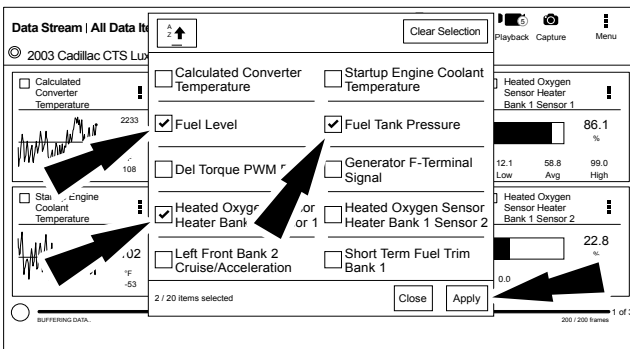 Data Stream | All Data Ite
2003 Cadillac CTS Lux
5
Playback
Capture
Menu
A
Z
Clear Selection
Calculated Converter
Temperature
Startup Engine Coolant
Temperature
Fuel Level
Fuel Tank Pressure
Del Torque PWM
Generator F-Terminal
Signal
Heated Oxygen
Heater Bank
or 1
Heated Oxygen Sensor
Heater Bank 1 Sensor 2
Left Front Bank 2
Cruise/Acceleration
Short Term Fuel Trim
Bank 1
2 / 20 items selected
Close
Apply
Calculated
Converter
Temperature
2233
108
Heated Oxygen
Sensor Heater
Bank 1 Sensor 1
86.1
%
12.1
58.8
99.0
Low
Avg
High
Engine
Coolant
Temperature
°F
-53
Heated Oxygen
Sensor Heater
Bank 1 Sensor 2
22.8
%
0.0
BUFFERING DATA..
1 of
200 / 200 frames